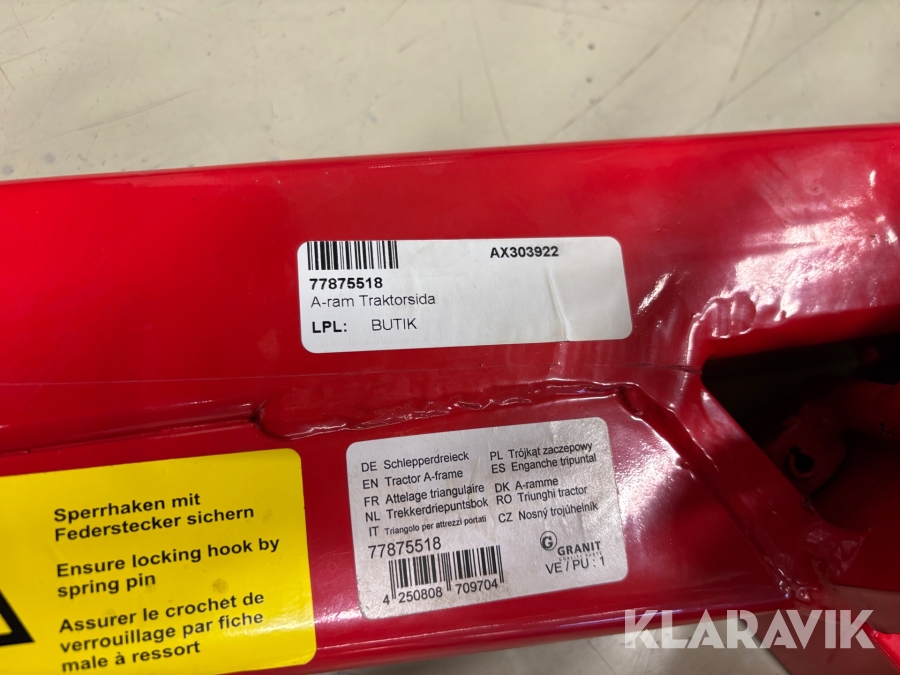 AX303922
77875518
A-ram Traktorsida
LPL: BUTIK
DE Schlepperdreieck
EN Tractor A-frame
FR Attelage triangulaire
NL Trekkerdriepuntsbok
IT Triangolo per attrezzi portati
PL Trójkąt zaczepowy
ES Enganche tripuntal
DK A-ramme
RO Triunghi tractor
CZ Nosný trojúhelník
77875518
4 250808 709704
G GRANIT
QUALITY PARTS
VE / PU : 1
Sperrhaken mit
Federstecker sichern
Ensure locking hook by
spring pin
Assurer le crochet de
verrouillage par fiche
male à ressort
KLARAVIK